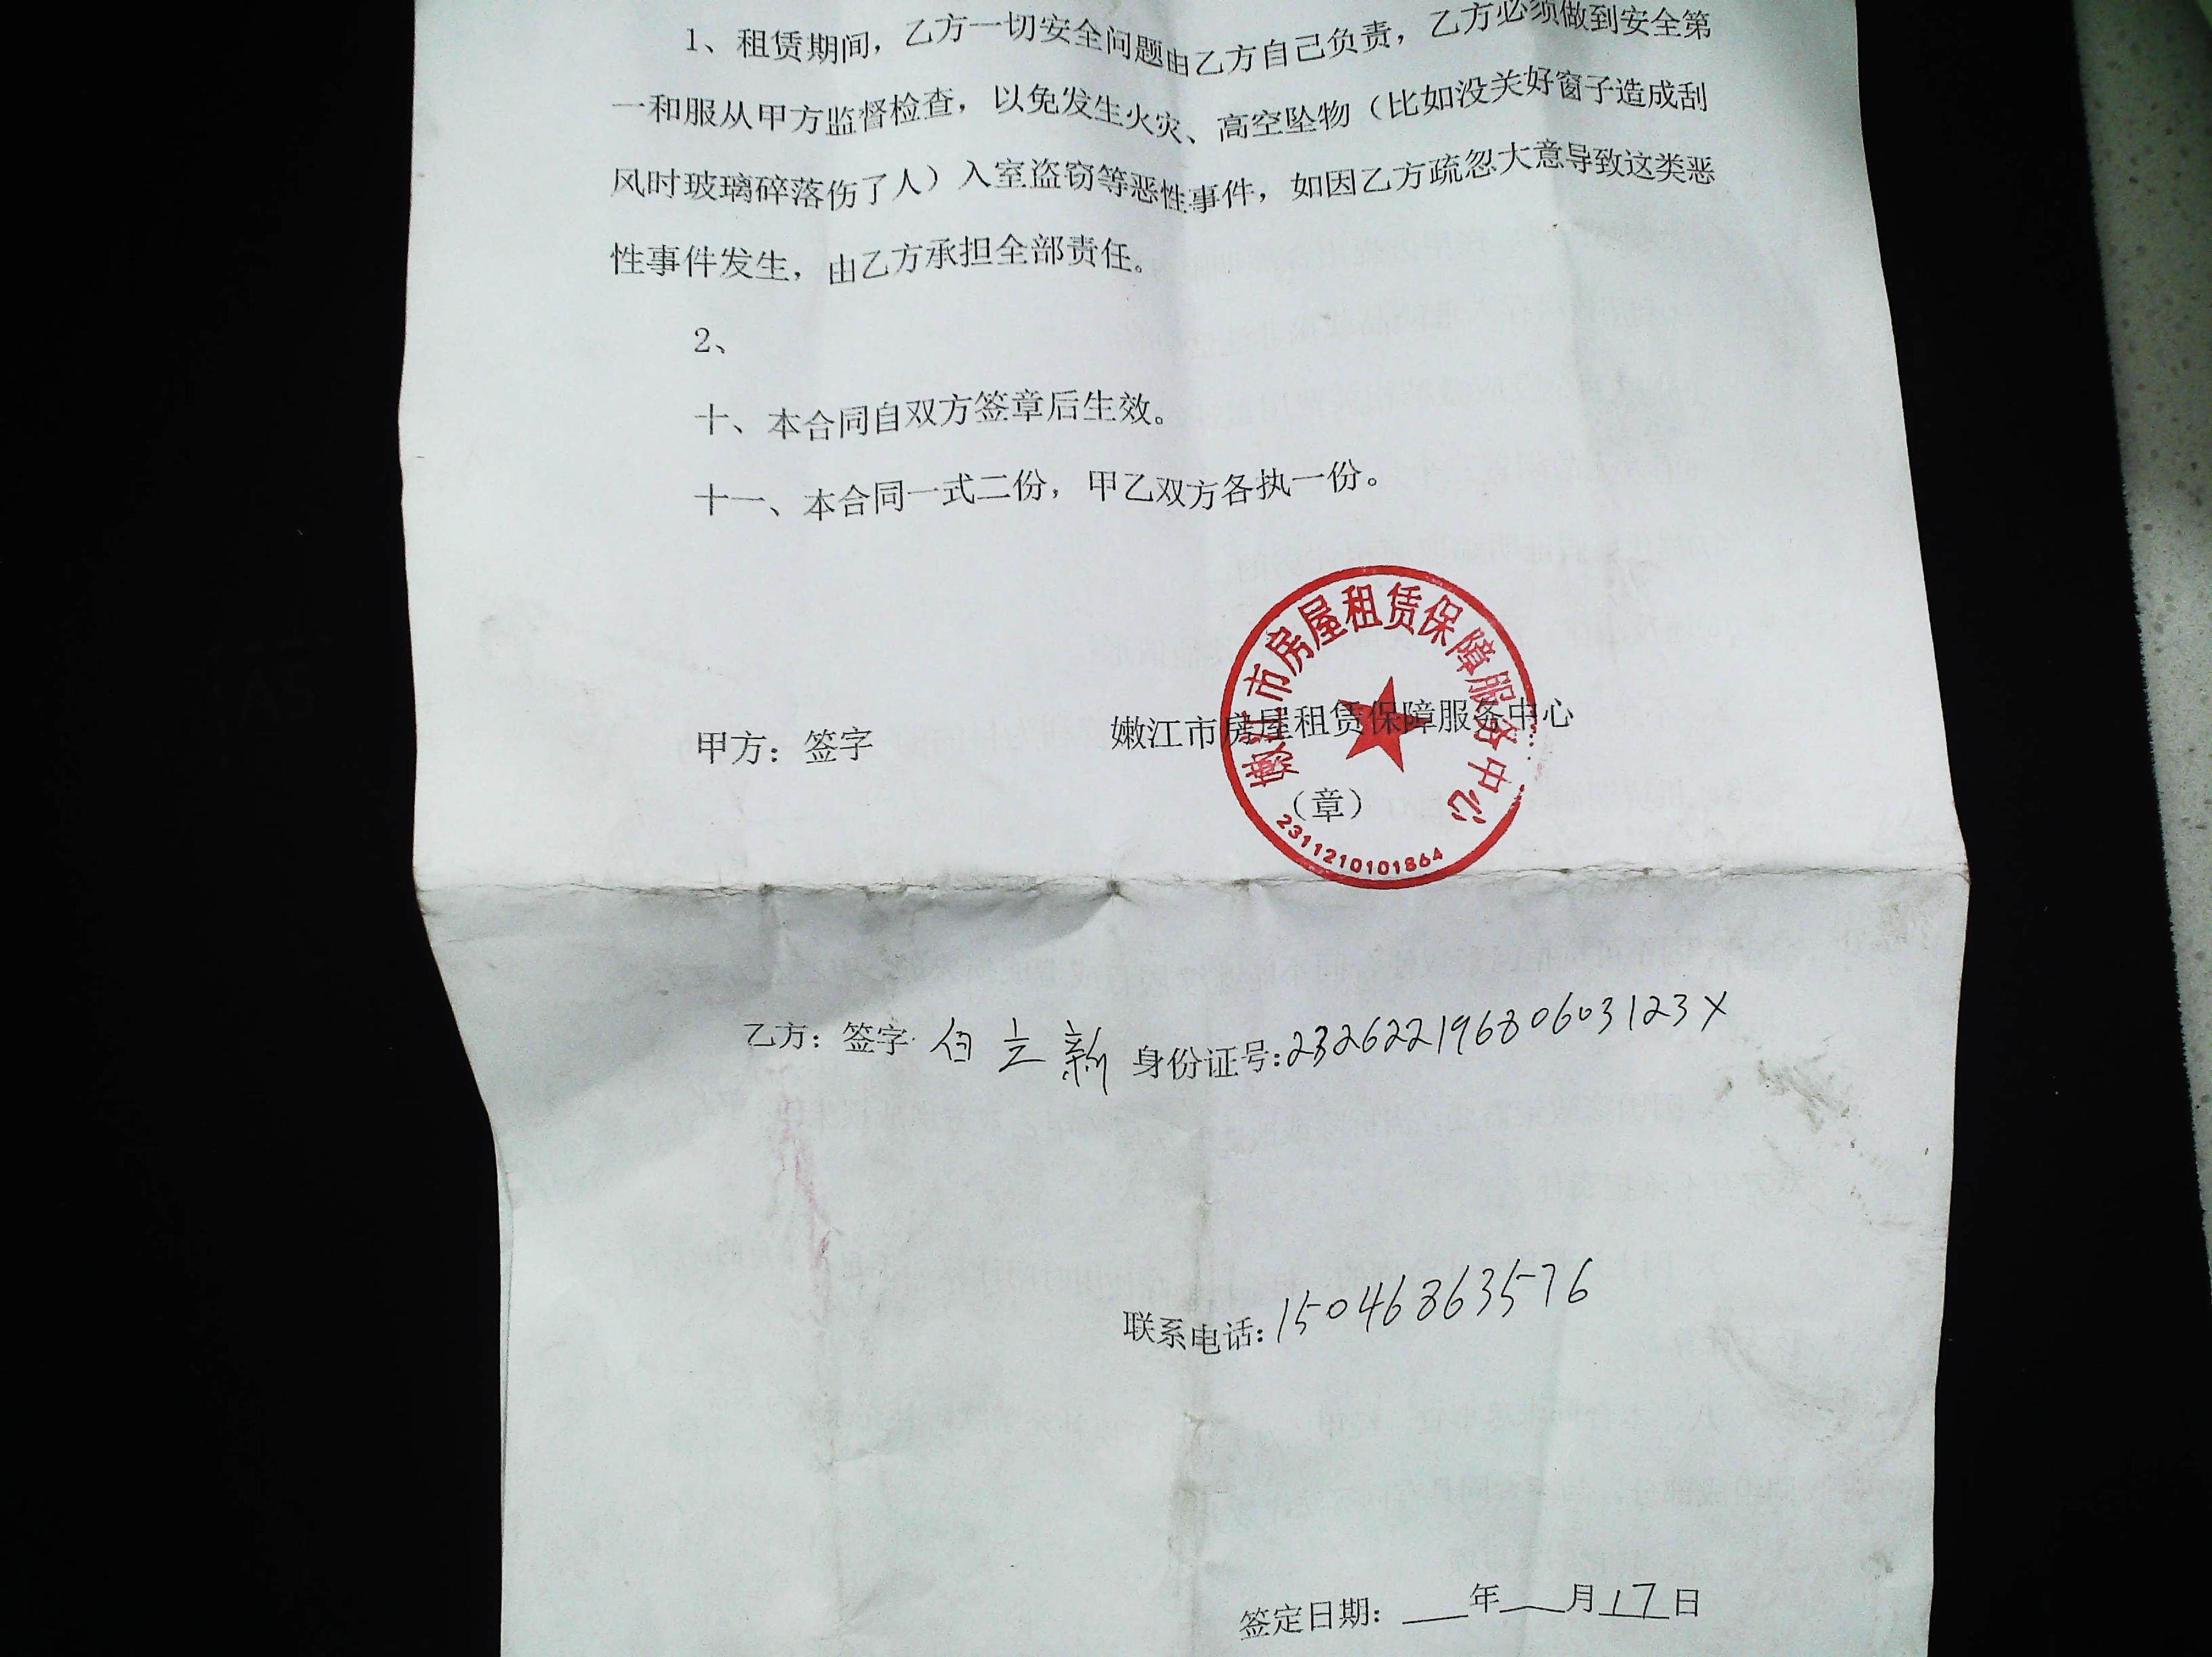 1、租赁期间，乙方一切安全问题由乙方自己负责，乙方必须做到安全第
一和服从甲方监督检查，以免发生火灾、高空坠物（比如没关好窗子造成刮
风时玻璃碎落伤了人）入室盗窃等恶性事件，如因乙方疏忽大意导致这类恶
性事件发生，由乙方承担全部责任。
2、
十、本合同自双方签章后生效。
十一、本合同一式二份，甲乙双方各执一份。
嫩江市房屋租赁保障服务中心
甲方：签字 嫩江市房屋租赁保障服务中心
（章）
2311210101864
乙方：签字 白立新 身份证号:23262219680603123X
联系电话:15046863576
签定日期：___年___月17日